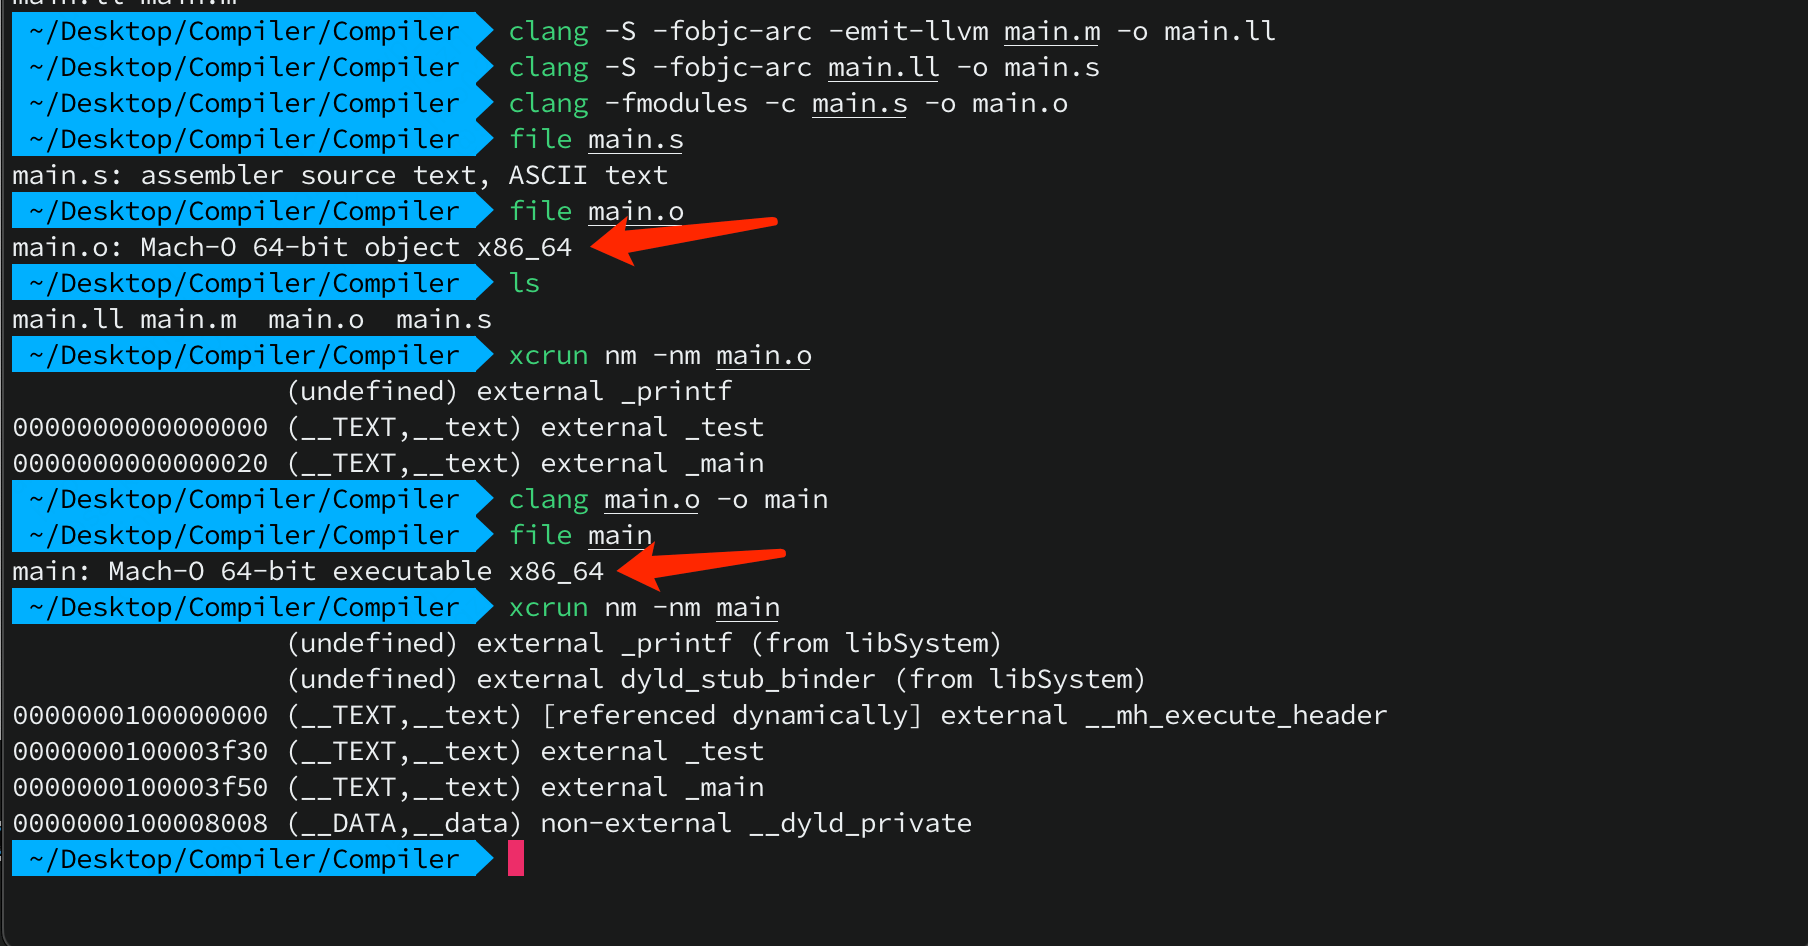 main.ll main.m
~/Desktop/Compiler/Compiler clang -S -fobjc-arc -emit-llvm main.m -o main.ll
~/Desktop/Compiler/Compiler clang -S -fobjc-arc main.ll -o main.s
~/Desktop/Compiler/Compiler clang -fmodules -c main.s -o main.o
~/Desktop/Compiler/Compiler file main.s
main.s: assembler source text, ASCII text
~/Desktop/Compiler/Compiler file main.o
main.o: Mach-O 64-bit object x86_64
~/Desktop/Compiler/Compiler ls
main.ll main.m  main.o  main.s
~/Desktop/Compiler/Compiler xcrun nm -nm main.o
                 (undefined) external _printf
0000000000000000 (__TEXT,__text) external _test
0000000000000020 (__TEXT,__text) external _main
~/Desktop/Compiler/Compiler clang main.o -o main
~/Desktop/Compiler/Compiler file main
main: Mach-O 64-bit executable x86_64
~/Desktop/Compiler/Compiler xcrun nm -nm main
                 (undefined) external _printf (from libSystem)
                 (undefined) external dyld_stub_binder (from libSystem)
0000000100000000 (__TEXT,__text) [referenced dynamically] external __mh_execute_header
0000000100003f30 (__TEXT,__text) external _test
0000000100003f50 (__TEXT,__text) external _main
0000000100008008 (__DATA,__data) non-external __dyld_private
~/Desktop/Compiler/Compiler